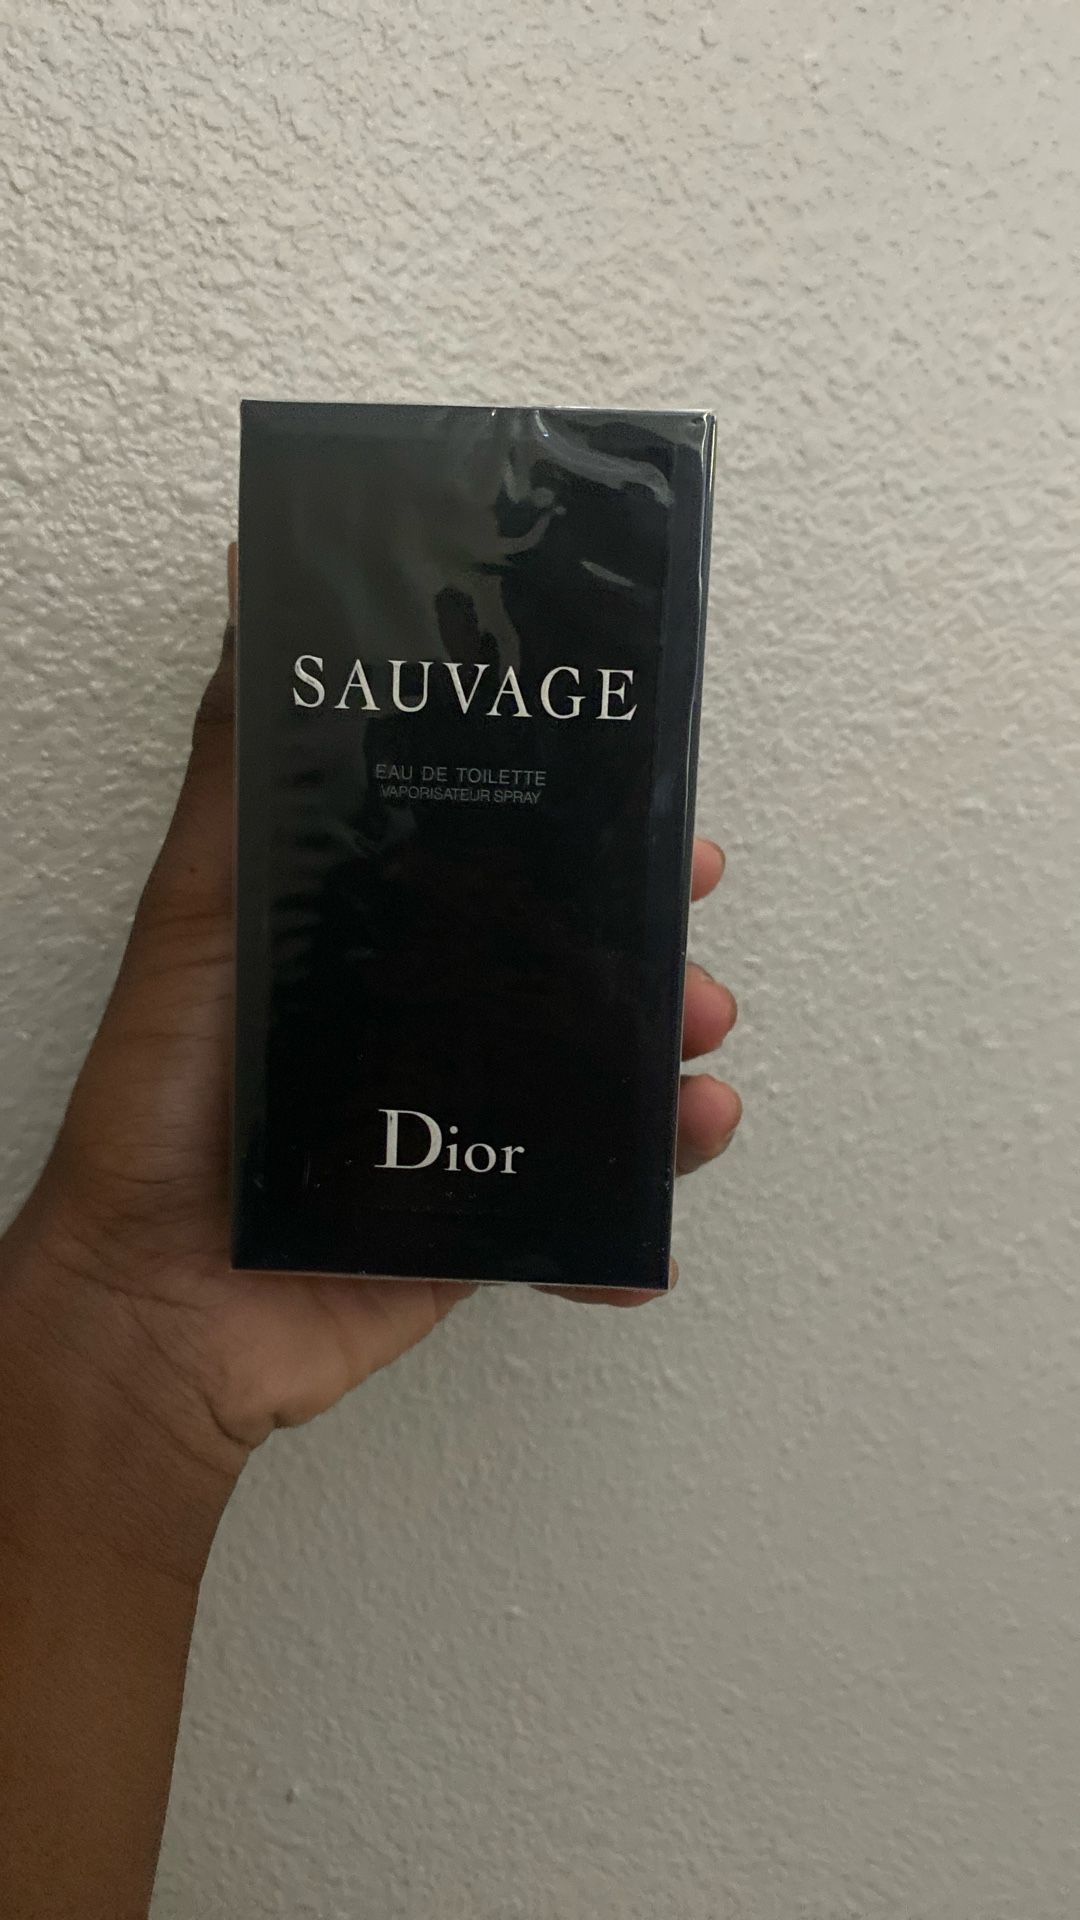 SAUVAGE
EAU DE TOILETTE
VAPORISATEUR SPRAY
Dior